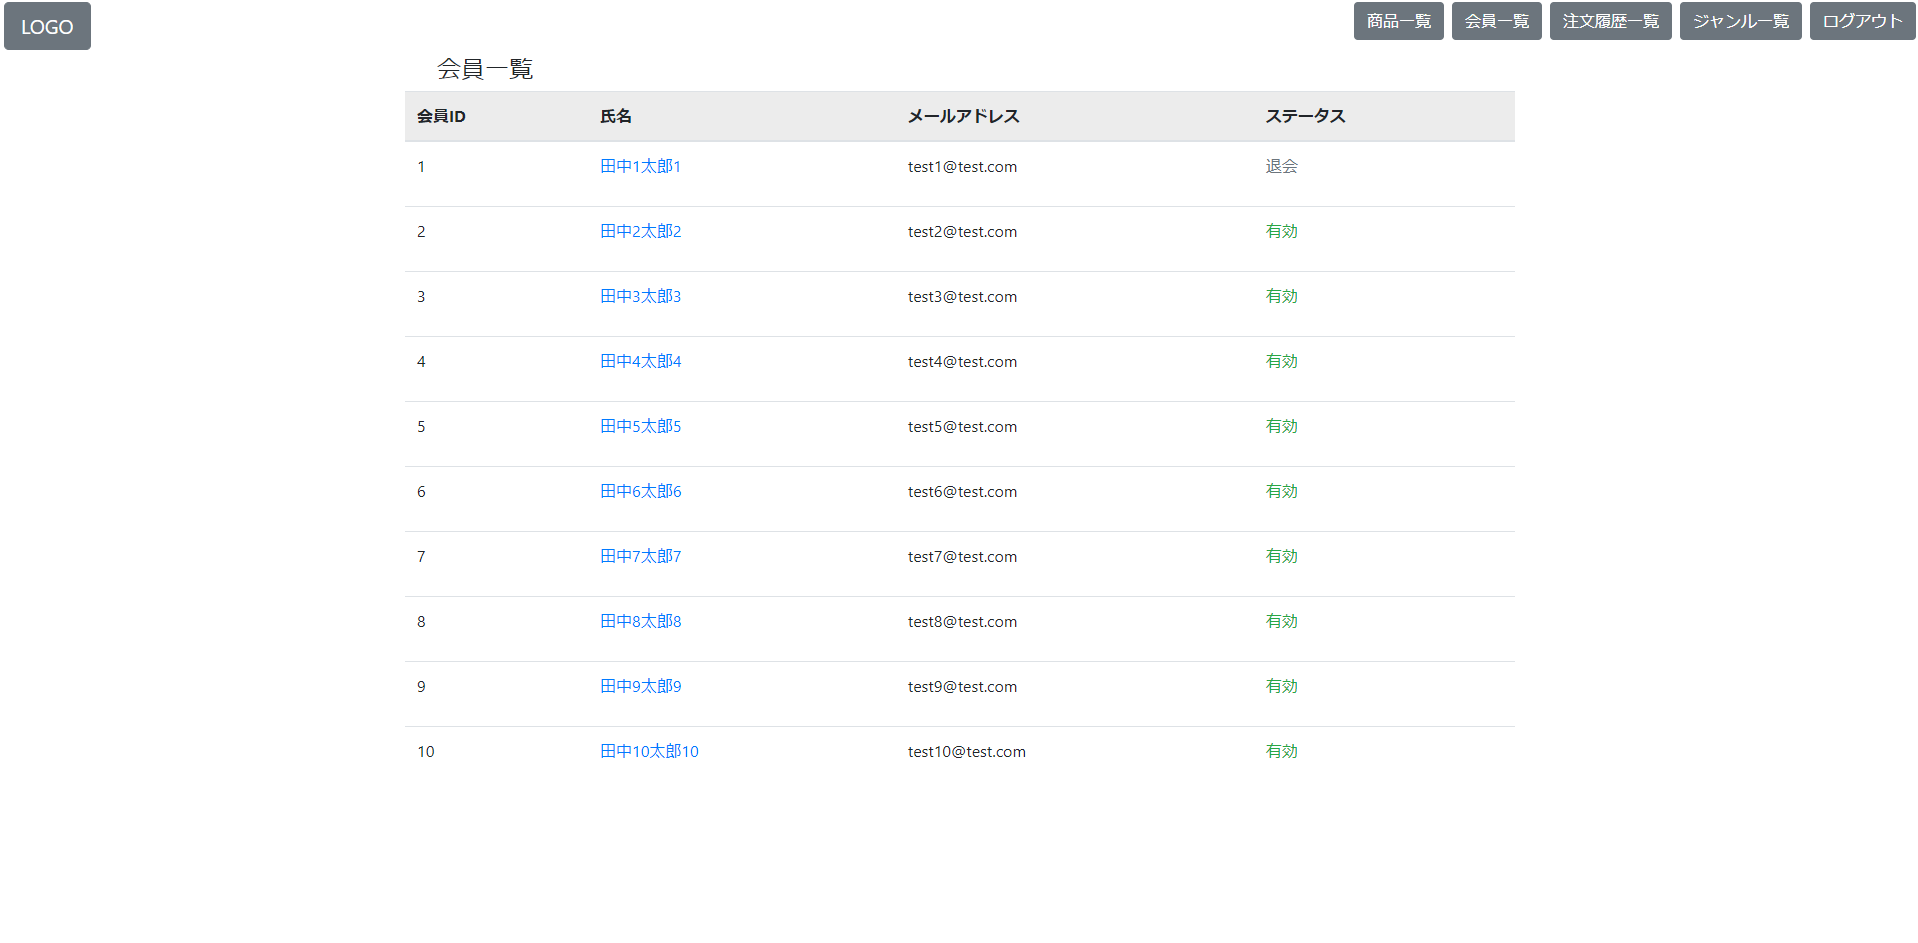 LOGO 商品一覧 会員一覧 注文履歴一覧 ジャンル一覧 ログアウト
会員一覧
会員ID 氏名 メールアドレス ステータス
1 田中1太郎1 test1@test.com 退会
2 田中2太郎2 test2@test.com 有効
3 田中3太郎3 test3@test.com 有効
4 田中4太郎4 test4@test.com 有効
5 田中5太郎5 test5@test.com 有効
6 田中6太郎6 test6@test.com 有効
7 田中7太郎7 test7@test.com 有効
8 田中8太郎8 test8@test.com 有効
9 田中9太郎9 test9@test.com 有効
10 田中10太郎10 test10@test.com 有効